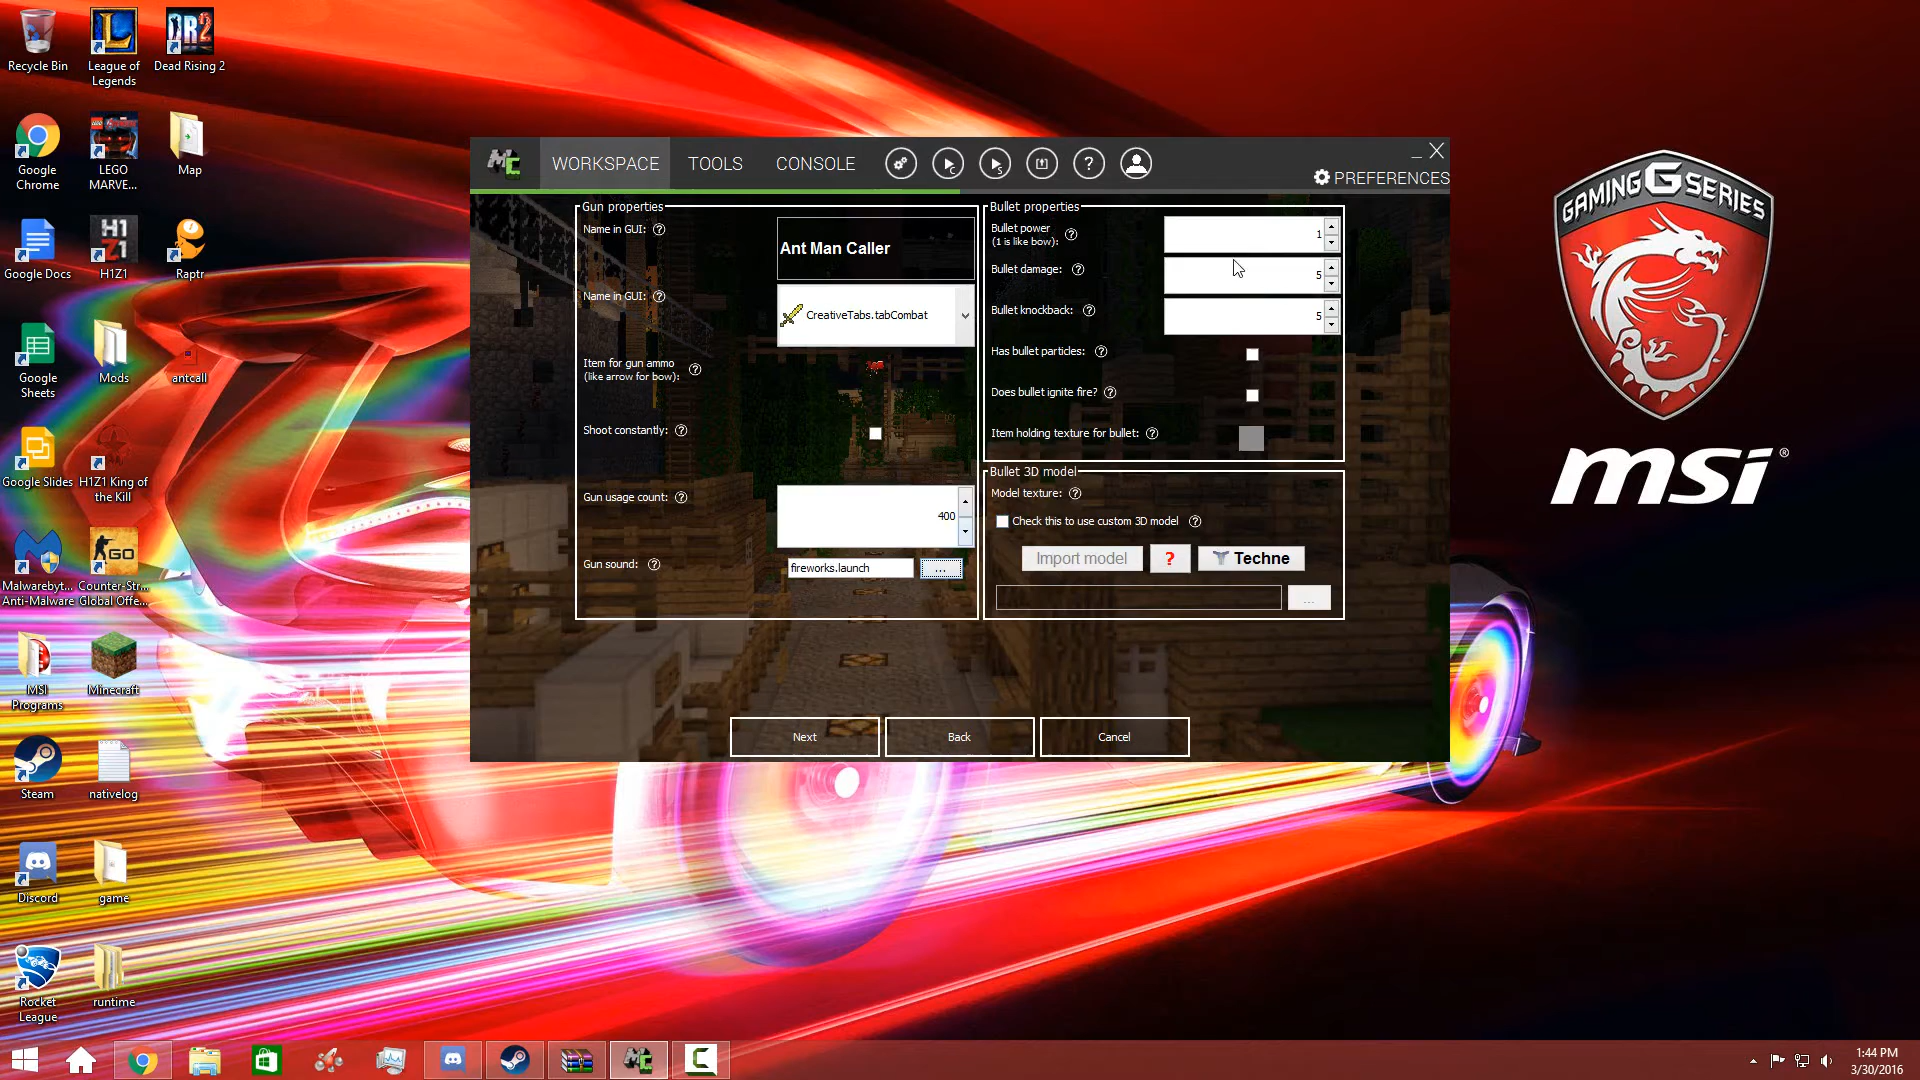 Recycle Bin
League of
Legends
DR2
Dead Rising 2
Google
Chrome
LEGO
MARVE...
Map
Google Docs
H1Z1
H1Z1
Raptr
Google
Sheets
Mods
antcall
Google Slides
H1Z1 King of
the Kill
Malwarebyt...
Anti-Malware
GO
Counter-Str...
Global Offe...
MSI
Programs
Minecraft
Steam
nativelog
Discord
game
Rocket
League
runtime
MC
WORKSPACE
TOOLS
CONSOLE
PREFERENCES
Gun properties
Name in GUI:
Ant Man Caller
Name in GUI:
CreativeTabs.tabCombat
Item for gun ammo
(like arrow for bow):
Shoot constantly:
Gun usage count:
400
Gun sound:
fireworks.launch
...
Bullet properties
Bullet power
(1 is like bow):
1
Bullet damage:
5
Bullet knockback:
5
Has bullet particles:
Does bullet ignite fire?
Item holding texture for bullet:
Bullet 3D model
Model texture:
Check this to use custom 3D model
Import model
?
Techne
...
Next
Back
Cancel
GAMING G SERIES
msi®
1:44 PM
3/30/2016